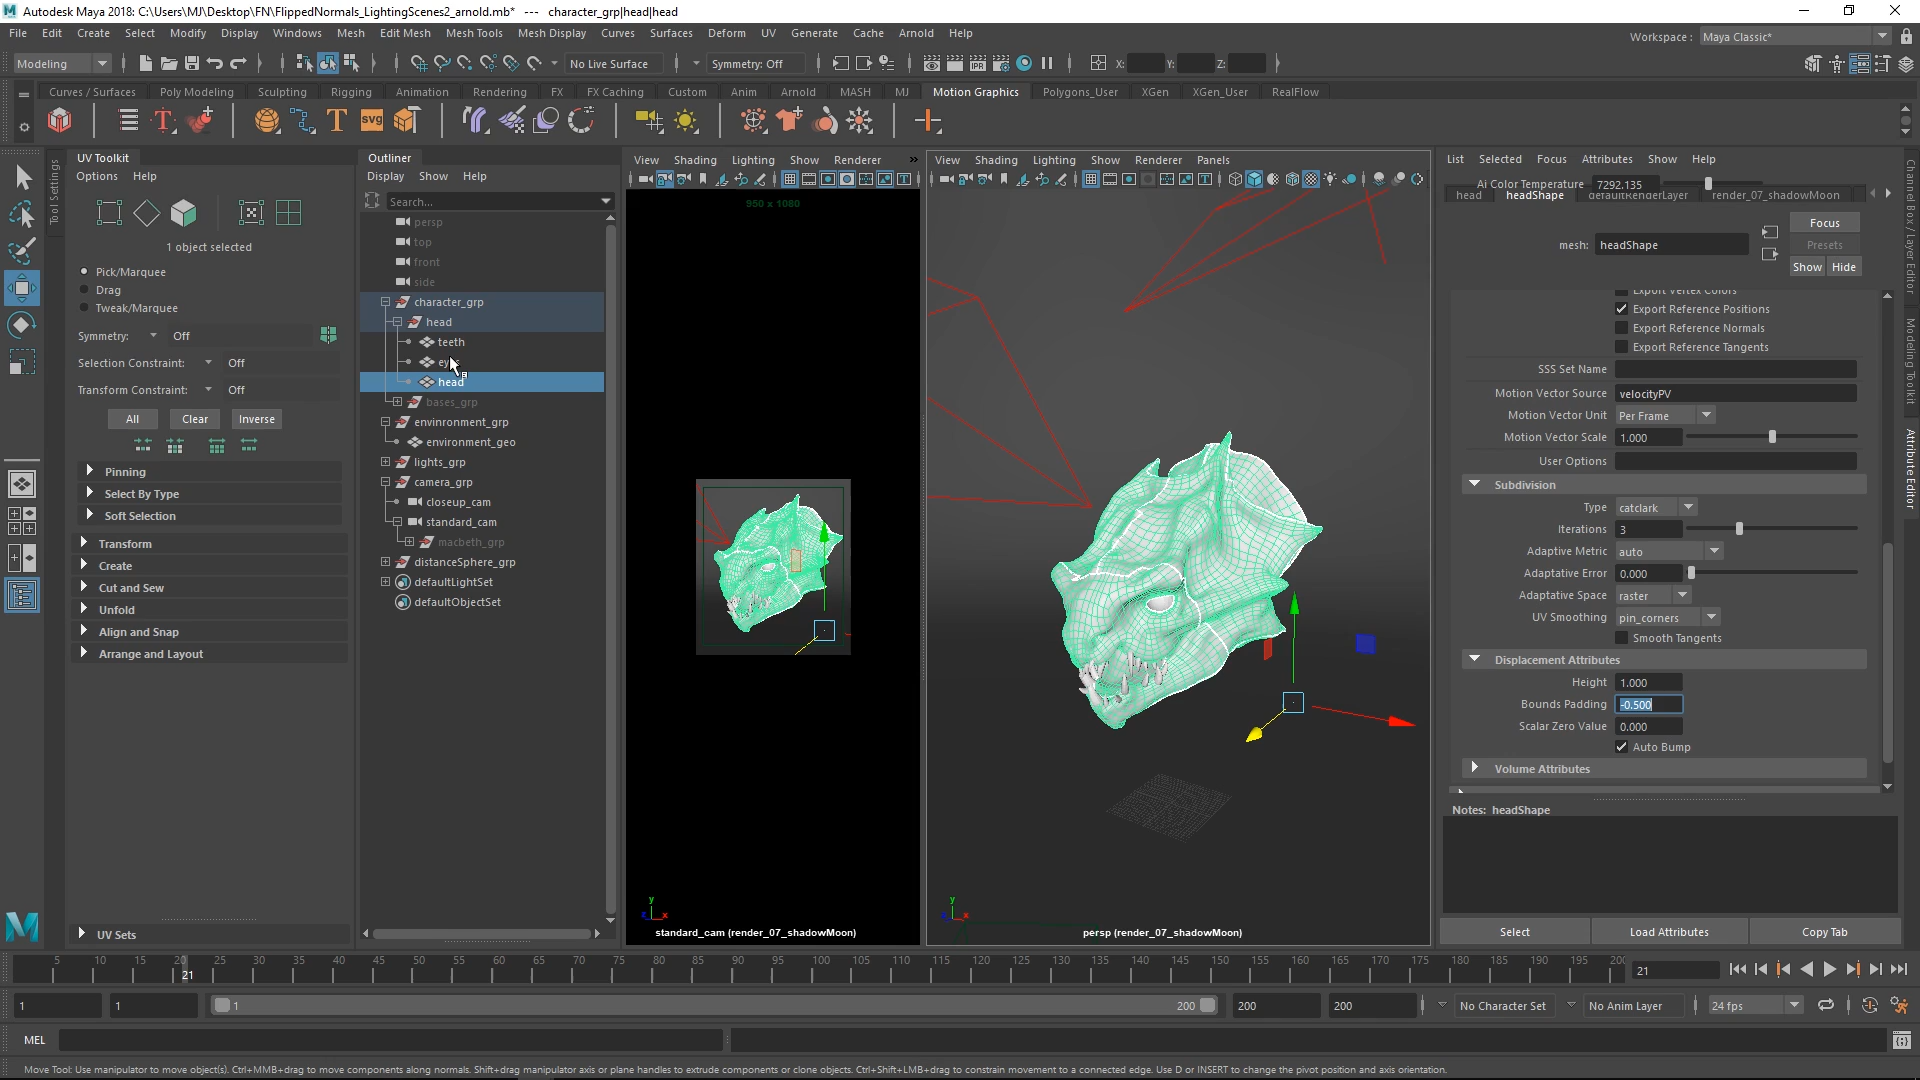 Autodesk Maya 2018: C:\Users\MJ\Desktop\FN\FlippedNormals_LightingScenes2_arnold.mb* --- character_grp|head|head
File Edit Create Select Modify Display Windows Mesh Edit Mesh Mesh Tools Mesh Display Curves Surfaces Deform UV Generate Cache Arnold Help
Workspace : Maya Classic*
Modeling No Live Surface Symmetry: Off X: Y: Z:
Curves / Surfaces Poly Modeling Sculpting Rigging Animation Rendering FX FX Caching Custom Anim Arnold MASH MJ Motion Graphics Polygons_User XGen XGen_User RealFlow
T T svg
UV Toolkit
Options Help
1 object selected
Pick/Marquee
Drag
Tweak/Marquee
Symmetry: Off
Selection Constraint: Off
Transform Constraint: Off
All Clear Inverse
Pinning
Select By Type
Soft Selection
Transform
Create
Cut and Sew
Unfold
Align and Snap
Arrange and Layout
UV Sets
Tool Settings
Outliner
Display Show Help
Search...
persp
top
front
side
character_grp
head
teeth
head
bases_grp
envinronment_grp
environment_geo
lights_grp
camera_grp
closeup_cam
standard_cam
macbeth_grp
distanceSphere_grp
defaultLightSet
defaultObjectSet
View Shading Lighting Show Renderer »
950 x 1080
y
z x
standard_cam (render_07_shadowMoon)
View Shading Lighting Show Renderer Panels
y
z x
persp (render_07_shadowMoon)
List Selected Focus Attributes Show Help
Ai Color Temperature 7292.135
head headShape defaultRenderLayer render_07_shadowMoon
mesh: headShape
Focus
Presets
Show Hide
Export Vertex Colors
Export Reference Positions
Export Reference Normals
Export Reference Tangents
SSS Set Name
Motion Vector Source velocityPV
Motion Vector Unit Per Frame
Motion Vector Scale 1.000
User Options
Subdivision
Type catclark
Iterations 3
Adaptive Metric auto
Adaptive Error 0.000
Adaptive Space raster
UV Smoothing pin_corners
Smooth Tangents
Displacement Attributes
Height 1.000
Bounds Padding -0.500
Scalar Zero Value 0.000
Auto Bump
Volume Attributes
Notes: headShape
Select Load Attributes Copy Tab
Channel Box / Layer Editor
Modeling Toolkit
Attribute Editor
5 10 15 20 25 30 35 40 45 50 55 60 65 70 75 80 85 90 95 100 105 110 115 120 125 130 135 140 145 150 155 160 165 170 175 180 185 190 195 200
21
21
1 1 1 200 200 200 No Character Set No Anim Layer 24 fps
MEL
Move Tool: Use manipulator to move object(s). Ctrl+MMB+drag to move components along normals. Shift+drag manipulator axis or plane handles to extrude components or clone objects. Ctrl+Shift+LMB+drag to constrain movement to a connected edge. Use D or INSERT to change the pivot position and axis orientation.